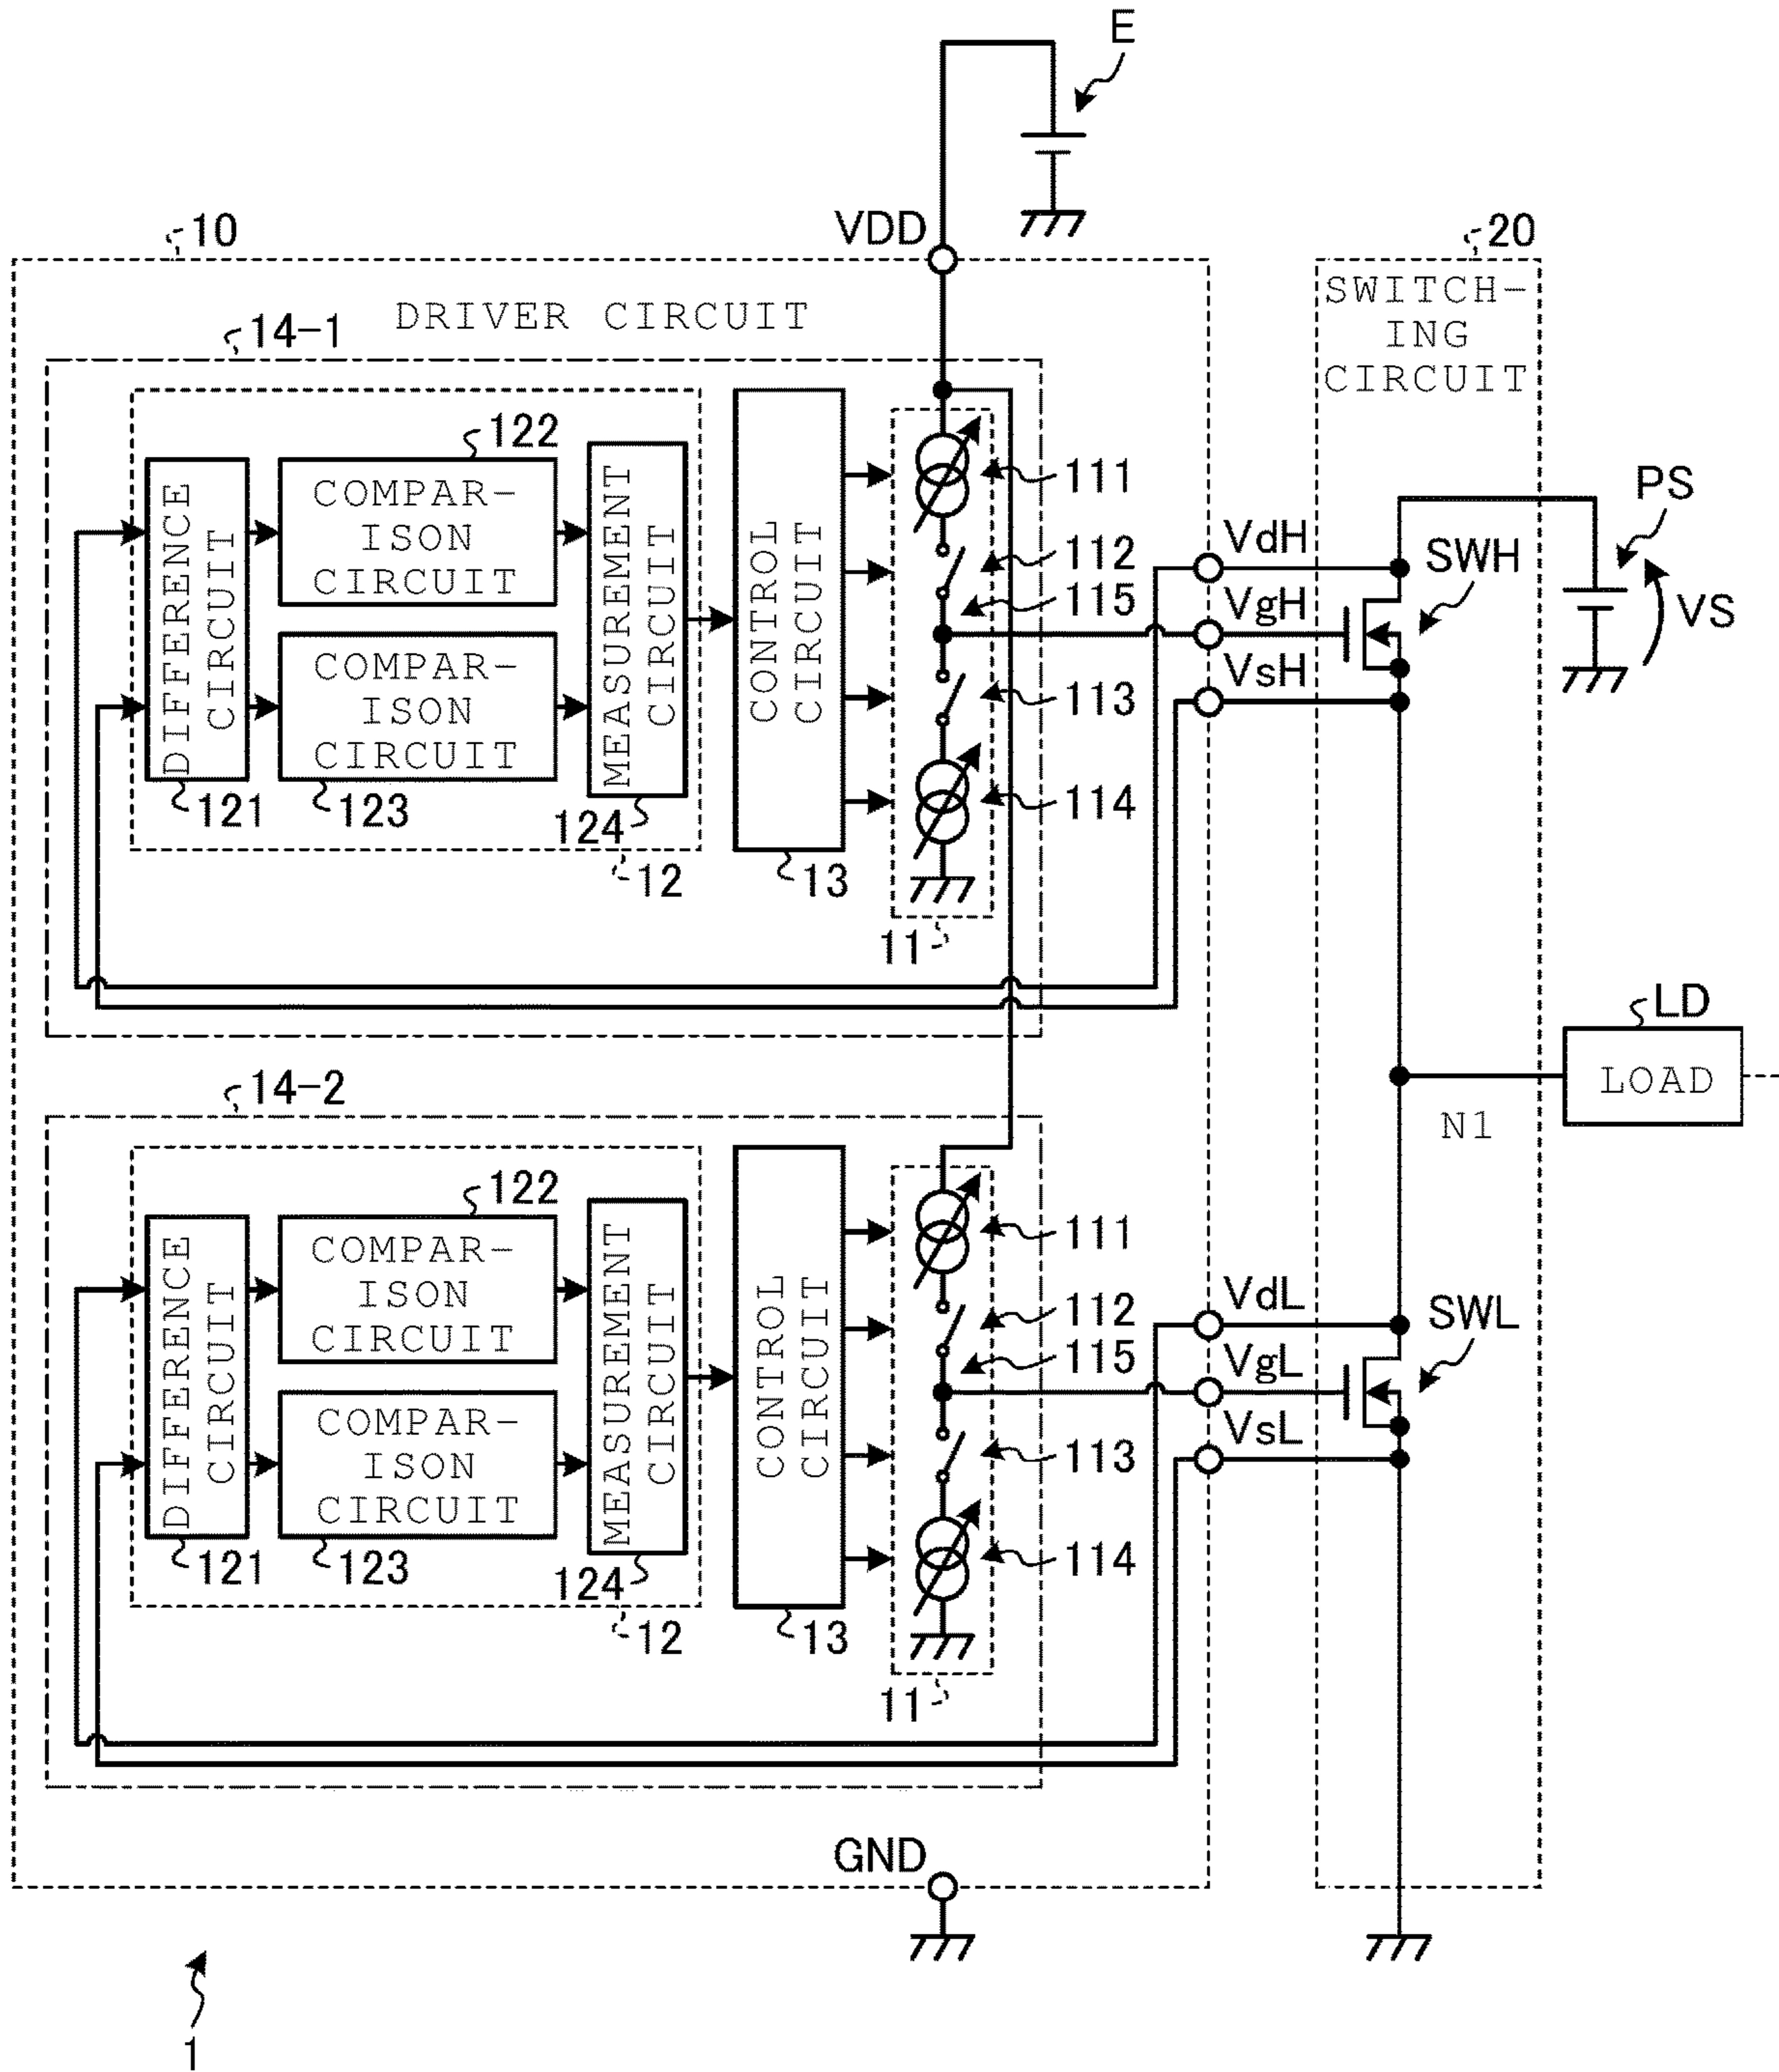 E
VDD
10
20
DRIVER CIRCUIT
SWITCH-
ING
CIRCUIT
14-1
122
DIFFERENCE
CIRCUIT
COMPAR-
ISON
CIRCUIT
COMPAR-
ISON
CIRCUIT
MEASUREMENT
CIRCUIT
CONTROL
CIRCUIT
111
112
115
113
114
121
123
124
12
13
11
VdH
VgH
VsH
SWH
PS
VS
LD
LOAD
N1
14-2
122
DIFFERENCE
CIRCUIT
COMPAR-
ISON
CIRCUIT
COMPAR-
ISON
CIRCUIT
MEASUREMENT
CIRCUIT
CONTROL
CIRCUIT
111
112
115
113
114
121
123
124
12
13
11
VdL
VgL
VsL
SWL
GND
1